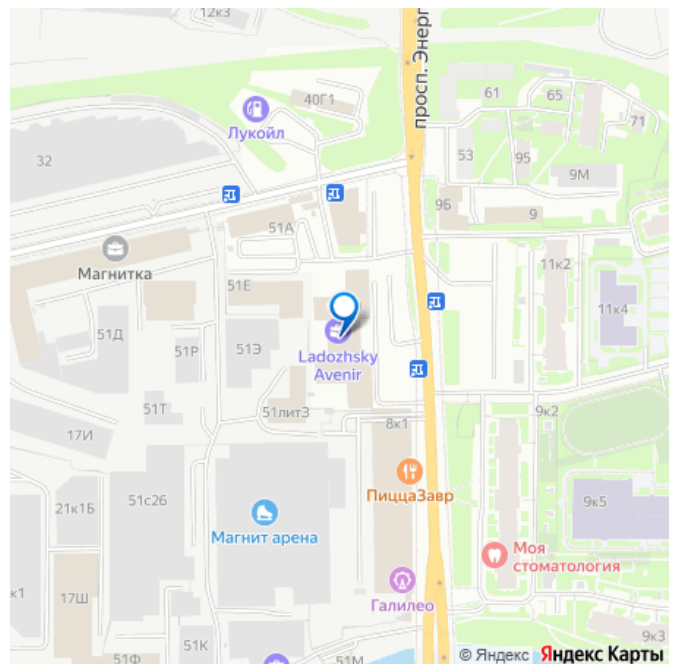 12к3
просп. Энерг
40Г1
Лукойл
61
65
71
53
95
9М
32
9Б
9
51А
Магнитка
11к2
51Е
11к4
51Д
51Р
51Э
Ladozhsky
Avenir
51Т
51лит3
8к1
9к2
17И
ПиццаЗавр
21к1Б
51с26
9к5
Магнит арена
Моя
стоматология
к1
17Ш
Галилео
51К
9к3
51Ф
51М
© Яндекс Яндекс Карты